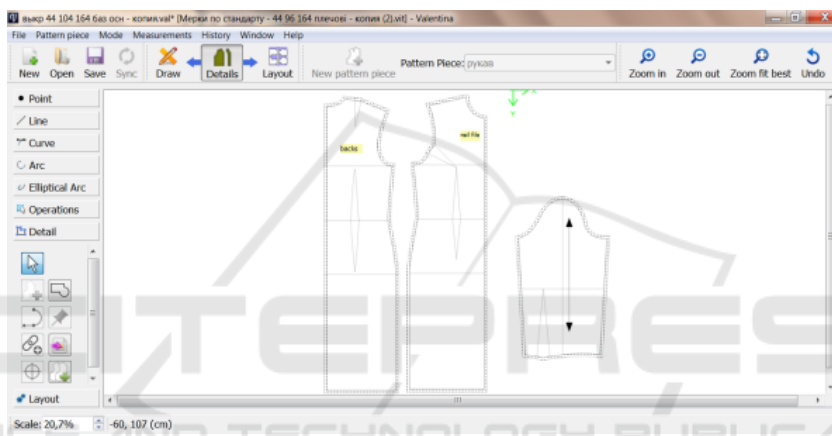 выкр 44 104 164 баз осн - копия.val* [Мерки по стандарту - 44 96 164 плечові - копия (2).vit] - Valentina
File Pattern piece Mode Measurements History Window Help
New Open Save Sync Draw Details Layout New pattern piece Pattern Piece: рукав Zoom in Zoom out Zoom fit best Undo
Point
Line
Curve
Arc
Elliptical Arc
Operations
Detail
Layout
backs
Y
Scale: 20,7% -60, 107 (cm)
SCITEPRESS